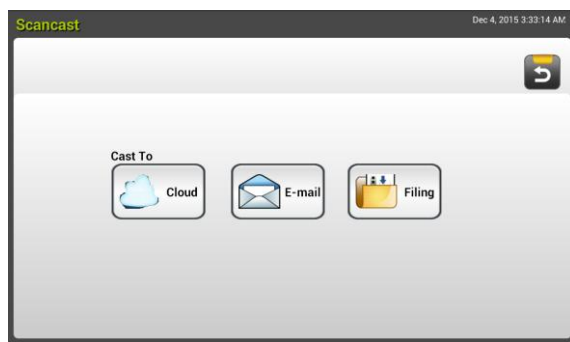 Scancast
Dec 4, 2015 3:33:14 AM
Cast To
Cloud
E-mail
Filing